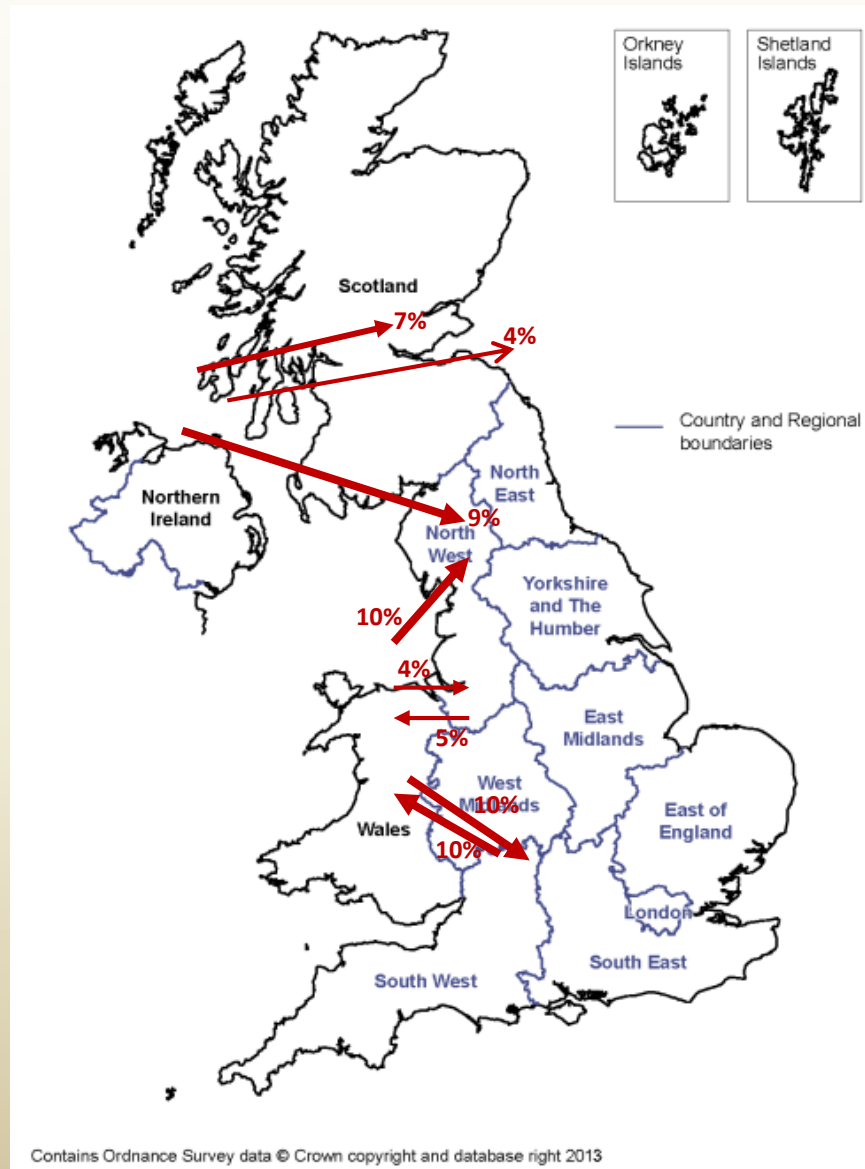 Orkney
Islands
Shetland
Islands
Scotland
7%
4%
Country and Regional
boundaries
North
East
Northern
Ireland
9%
North
West
Yorkshire
and The
Humber
10%
4%
5%
East
Midlands
West
Midlands
10%
East of
England
Wales
10%
London
South East
South West
Contains Ordnance Survey data © Crown copyright and database right 2013